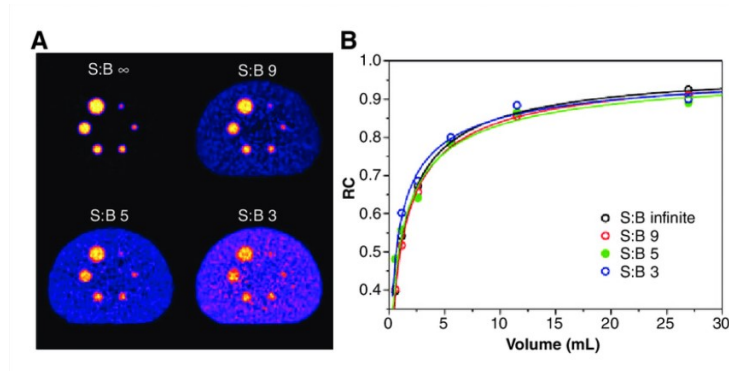 A
S:B ∞
S:B 9
S:B 5
S:B 3
B
1.0
0.9
0.8
0.7
0.6
0.5
0.4
RC
0 5 10 15 20 25 30
Volume (mL)
S:B infinite
S:B 9
S:B 5
S:B 3